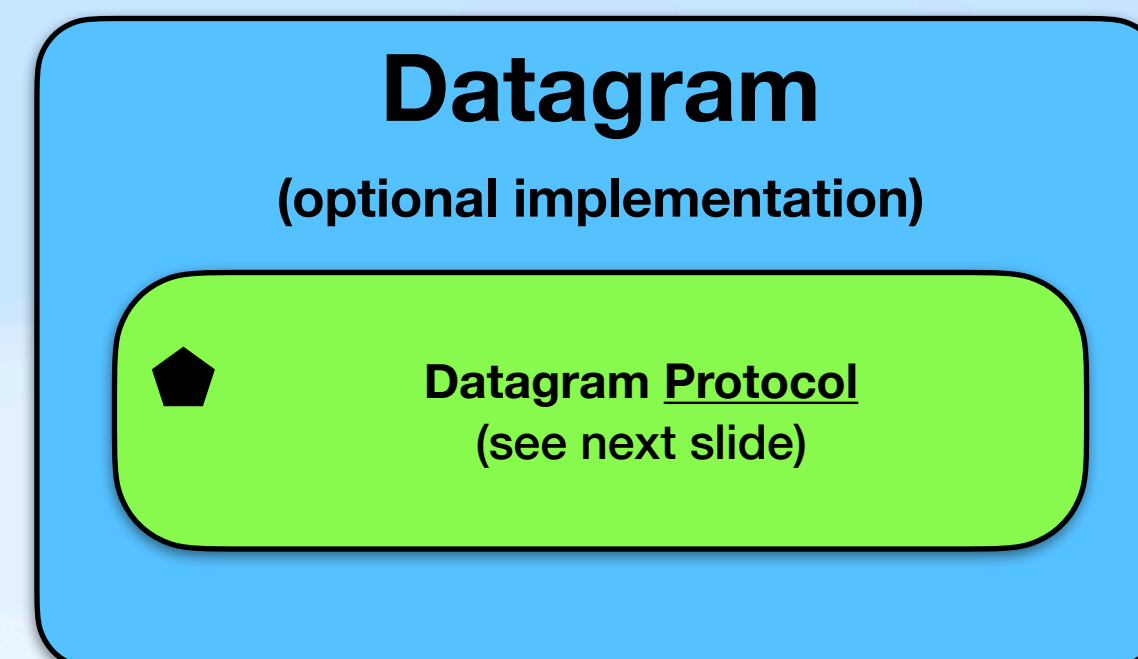 Datagram
(optional implementation)
Datagram Protocol
(see next slide)